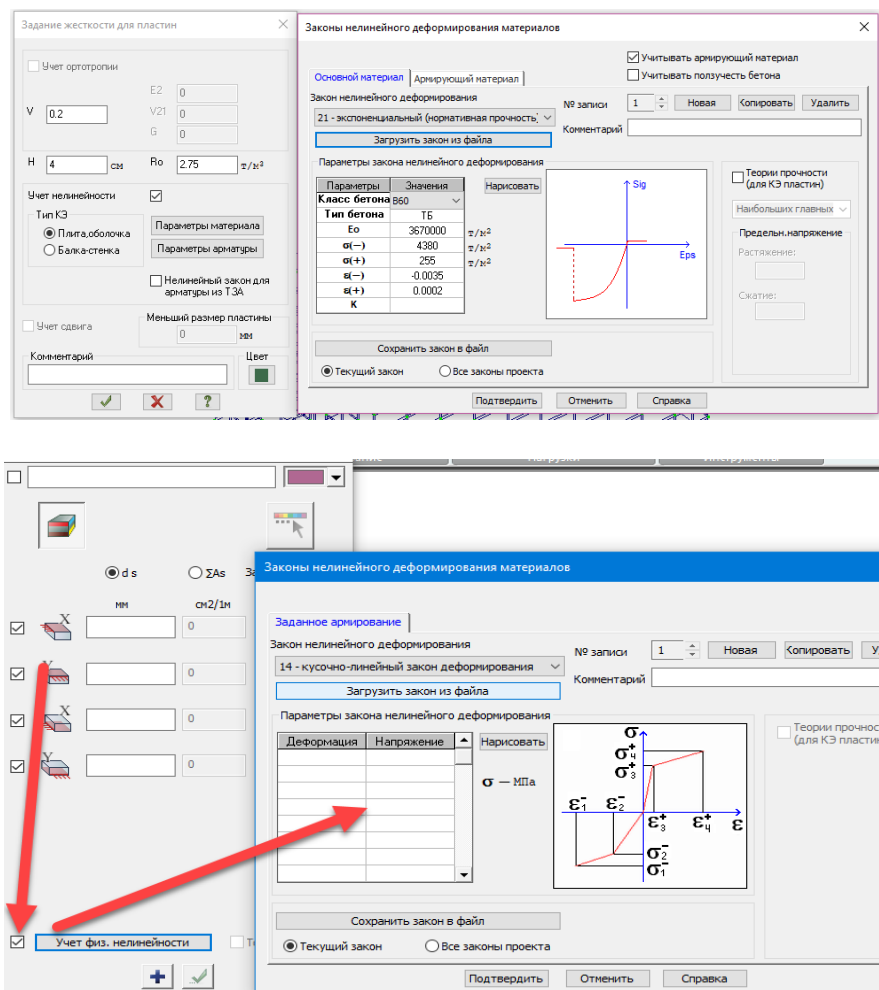 Задание жесткости для пластин
Учет ортотропии
E2 0
V 0.2
V21 0
G 0
H 4 см
Ro 2.75 т/м³
Учет нелинейности
Тип КЭ
Плита,оболочка
Балка-стенка
Параметры материала
Параметры арматуры
Нелинейный закон для
арматуры из ТЗА
Учет сдвига
Меньший размер пластины
0 мм
Комментарий
Цвет
?
Законы нелинейного деформирования материалов
Учитывать армирующий материал
Учитывать ползучесть бетона
Основной материал
Армирующий материал
Закон нелинейного деформирования
21 - экспоненциальный (нормативная прочность)
Загрузить закон из файла
№ записи 1 Новая Копировать Удалить
Комментарий
Параметры закона нелинейного деформирования
Параметры Значения
Класс бетона B60
Тип бетона ТБ
Eo 3670000 т/м²
σ(−) 4380 т/м²
σ(+) 255 т/м²
ε(−) -0.0035
ε(+) 0.0002
К
Нарисовать
Sig
Eps
Теории прочности
(для КЭ пластин)
Наибольших главных
Предельн.напряжение
Растяжение:
Сжатие:
Сохранить закон в файл
Текущий закон
Все законы проекта
Подтвердить Отменить Справка
d s
ΣAs
мм
см2/1м
X 0
Y 0
X 0
Y 0
Учет физ. нелинейности
Законы нелинейного деформирования материалов
Заданное армирование
Закон нелинейного деформирования
14 - кусочно-линейный закон деформирования
Загрузить закон из файла
№ записи 1 Новая Копировать
Комментарий
Параметры закона нелинейного деформирования
Деформация Напряжение
Нарисовать
σ — МПа
σ
σ₄⁺
σ₃⁺
ε₁⁻ ε₂⁻
ε₃⁺ ε₄⁺ ε
σ₂⁻
σ₁⁻
Теории прочнос
(для КЭ пластин
Сохранить закон в файл
Текущий закон
Все законы проекта
Подтвердить Отменить Справка